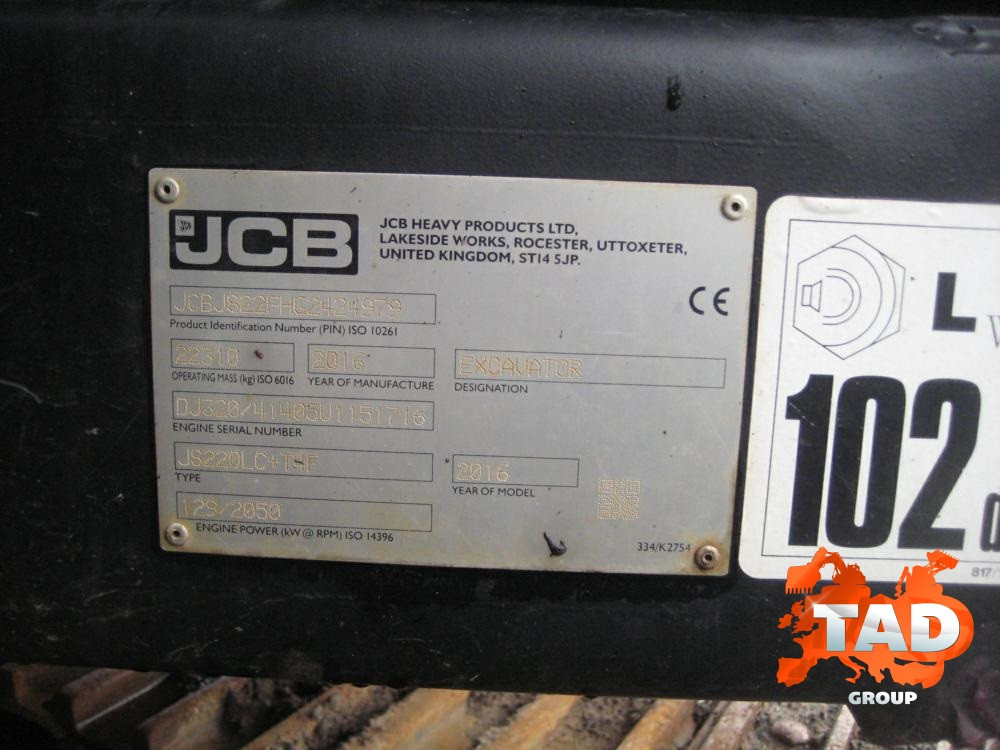 JCB
JCB HEAVY PRODUCTS LTD,
LAKESIDE WORKS, ROCESTER, UTTOXETER,
UNITED KINGDOM, ST14 5JP.
CE
JCBJS22FHG2424979
Product Identification Number (PIN) ISO 10261
22310
2016
EXCAVATOR
OPERATING MASS (kg) ISO 6016
YEAR OF MANUFACTURE
DESIGNATION
DJ320/41405U1151716
ENGINE SERIAL NUMBER
JS220LC+THF
TYPE
2016
YEAR OF MODEL
129/2050
ENGINE POWER (kW @ RPM) ISO 14396
334/K2754
L
102
817/
TAD
GROUP